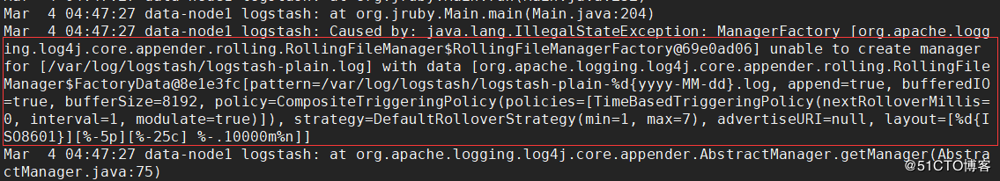 Mar  4 04:47:27 data-node1 logstash: at org.jruby.Main.main(Main.java:204)
Mar  4 04:47:27 data-node1 logstash: Caused by: java.lang.IllegalStateException: ManagerFactory [org.apache.logg
ing.log4j.core.appender.rolling.RollingFileManager$RollingFileManagerFactory@69e0ad06] unable to create manager
for [/var/log/logstash/logstash-plain.log] with data [org.apache.logging.log4j.core.appender.rolling.RollingFile
Manager$FactoryData@8e1e3fc[pattern=/var/log/logstash/logstash-plain-%d{yyyy-MM-dd}.log, append=true, bufferedIO
=true, bufferSize=8192, policy=CompositeTriggeringPolicy(policies=[TimeBasedTriggeringPolicy(nextRolloverMillis=
0, interval=1, modulate=true)]), strategy=DefaultRolloverStrategy(min=1, max=7), advertiseURI=null, layout=[%d{I
SO8601}][%-5p][%-25c] %-.10000m%n]]
Mar  4 04:47:27 data-node1 logstash: at org.apache.logging.log4j.core.appender.AbstractManager.getManager(Abstra
ctManager.java:75)
@51CTO博客